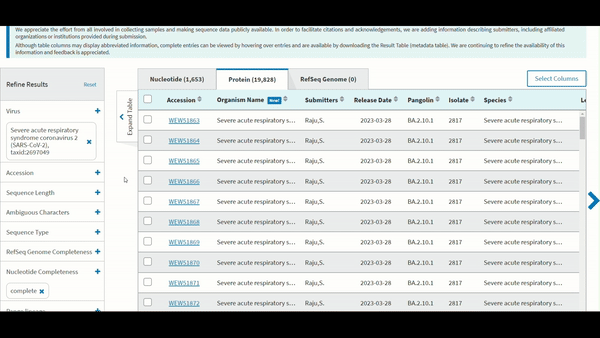 We appreciate the effort from all involved in collecting samples and making sequence data publicly available. In order to facilitate citations and acknowledgements, we are adding information describing submitters, including affiliated
organizations or institutions provided during submission.
Although table columns may display abbreviated information, complete entries can be viewed by hovering over entries and are available by downloading the Result Table (metadata table). We are continuing to refine the availability of this
information and feedback is appreciated.
Refine Results Reset
Nucleotide (1,653) Protein (19,828) RefSeq Genome (0) Select Columns
Virus +
Severe acute respiratory
syndrome coronavirus 2
(SARS-CoV-2),
taxid:2697049
Accession +
Sequence Length +
Ambiguous Characters +
Sequence Type +
RefSeq Genome Completeness +
Nucleotide Completeness +
complete
Expand Table
Accession Organism Name New! Submitters Release Date Pangolin Isolate Species Le
WEW51863 Severe acute respiratory s... Raju,S. 2023-03-28 BA.2.10.1 2817 Severe acute respiratory s...
WEW51864 Severe acute respiratory s... Raju,S. 2023-03-28 BA.2.10.1 2817 Severe acute respiratory s...
WEW51865 Severe acute respiratory s... Raju,S. 2023-03-28 BA.2.10.1 2817 Severe acute respiratory s...
WEW51866 Severe acute respiratory s... Raju,S. 2023-03-28 BA.2.10.1 2817 Severe acute respiratory s...
WEW51867 Severe acute respiratory s... Raju,S. 2023-03-28 BA.2.10.1 2817 Severe acute respiratory s...
WEW51868 Severe acute respiratory s... Raju,S. 2023-03-28 BA.2.10.1 2817 Severe acute respiratory s...
WEW51869 Severe acute respiratory s... Raju,S. 2023-03-28 BA.2.10.1 2817 Severe acute respiratory s...
WEW51870 Severe acute respiratory s... Raju,S. 2023-03-28 BA.2.10.1 2817 Severe acute respiratory s...
WEW51871 Severe acute respiratory s... Raju,S. 2023-03-28 BA.2.10.1 2817 Severe acute respiratory s...
WEW51872 Severe acute respiratory s... Raju,S. 2023-03-28 BA.2.10.1 2817 Severe acute respiratory s...